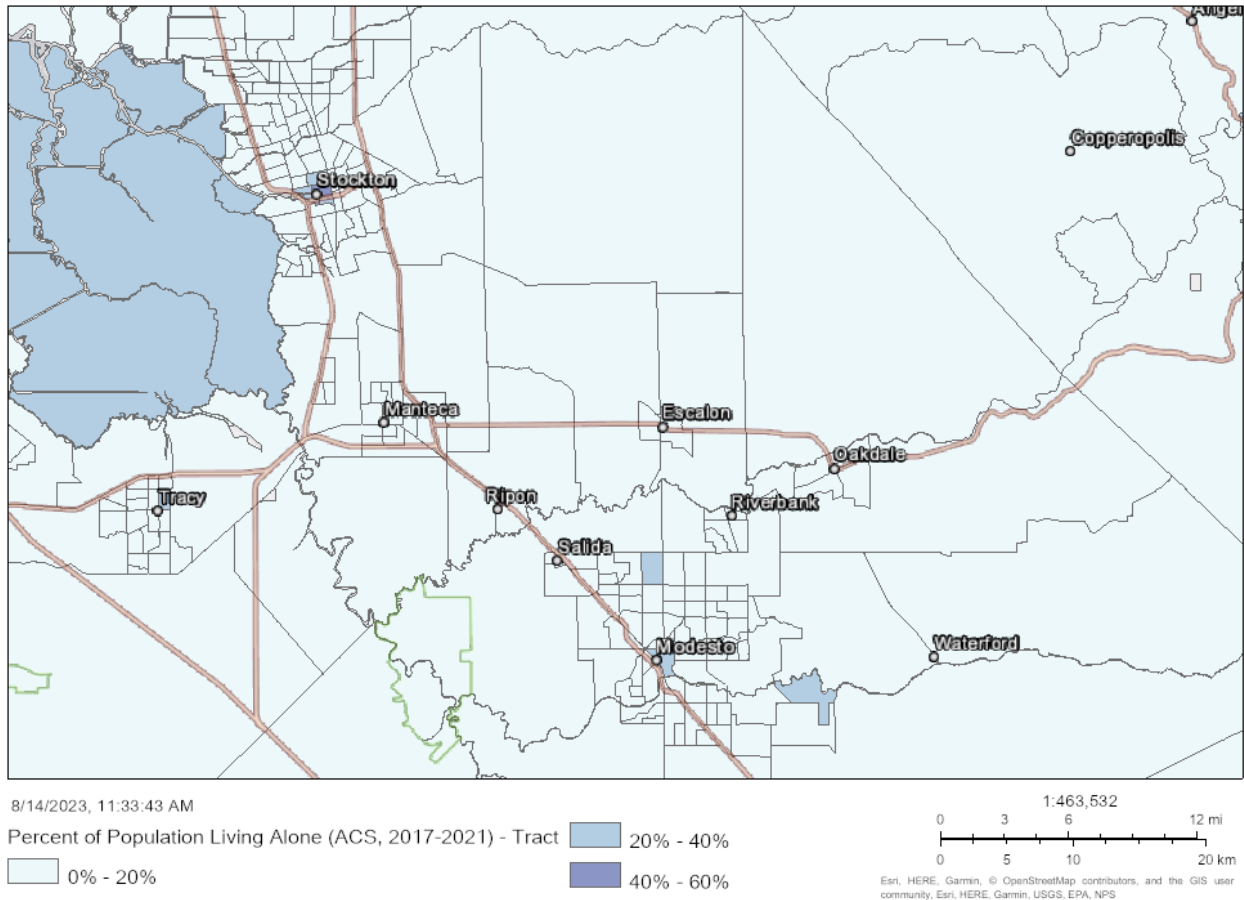 Angel
Copperopolis
Stockton
Manteca
Escalon
Oakdale
Tracy
Ripon
Riverbank
Salida
Modesto
Waterford
8/14/2023, 11:33:43 AM
Percent of Population Living Alone (ACS, 2017-2021) - Tract
0% - 20%
20% - 40%
40% - 60%
1:463,532
0 3 6 12 mi
0 5 10 20 km
Esri, HERE, Garmin, © OpenStreetMap contributors, and the GIS user
community, Esri, HERE, Garmin, USGS, EPA, NPS